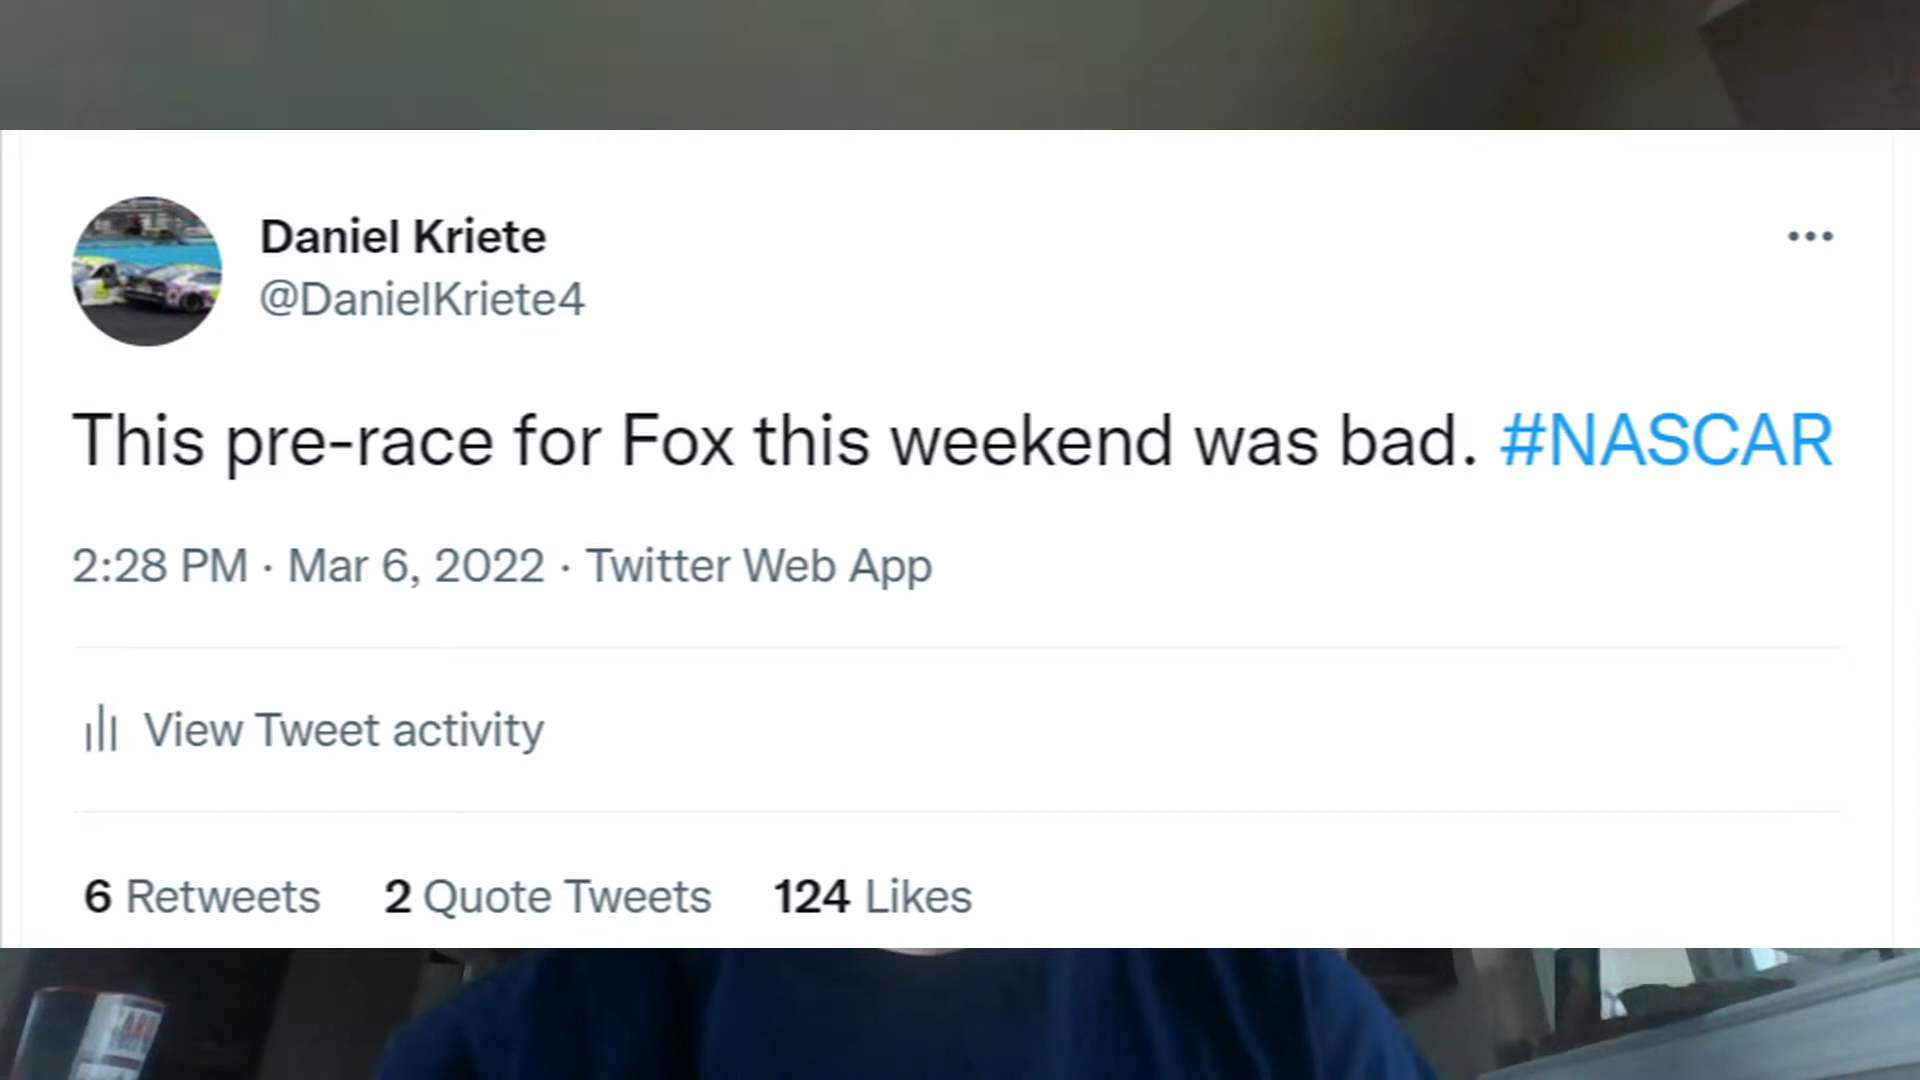 Daniel Kriete
@DanielKriete4
This pre-race for Fox this weekend was bad. #NASCAR
2:28 PM · Mar 6, 2022 · Twitter Web App
View Tweet activity
6 Retweets 2 Quote Tweets 124 Likes